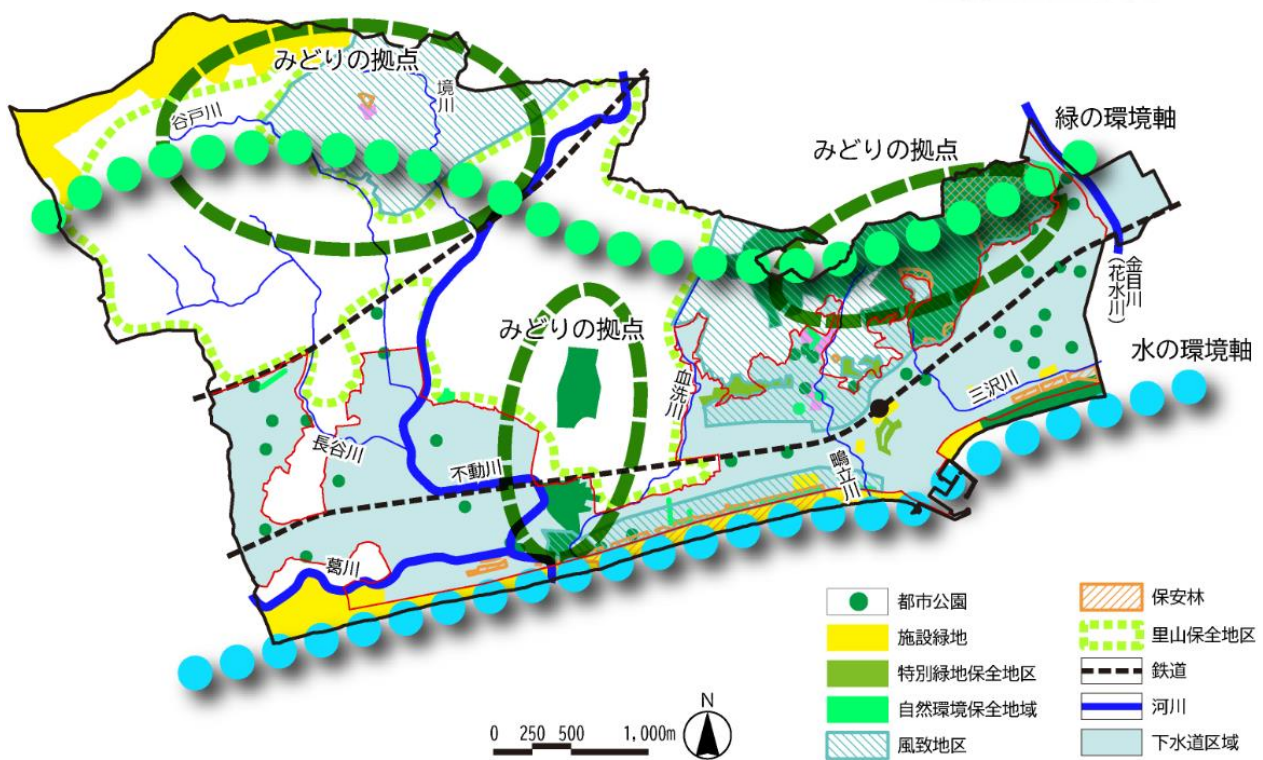 みどりの拠点
境川
谷戸川
緑の環境軸
みどりの拠点
金目川
(花水川)
みどりの拠点
水の環境軸
血洗川
三沢川
長谷川
不動川
鴫立川
葛川
都市公園
施設緑地
特別緑地保全地区
自然環境保全地域
風致地区
保安林
里山保全地区
鉄道
河川
下水道区域
N
0 250 500 1,000m